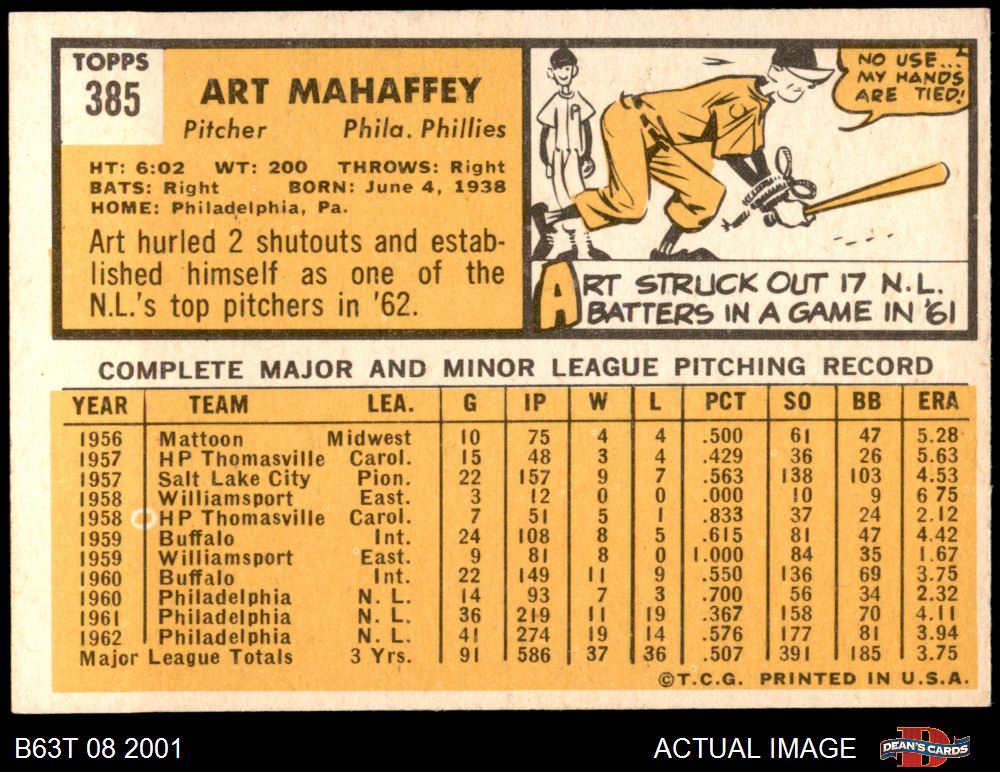 TOPPS
385
ART MAHAFFEY
Pitcher Phila. Phillies
HT: 6:02 WT: 200 THROWS: Right
BATS: Right BORN: June 4, 1938
HOME: Philadelphia, Pa.
Art hurled 2 shutouts and estab-
lished himself as one of the
N.L.'s top pitchers in '62.
NO USE...
MY HANDS
ARE TIED!
ART STRUCK OUT 17 N.L.
BATTERS IN A GAME IN '61
COMPLETE MAJOR AND MINOR LEAGUE PITCHING RECORD
YEAR TEAM LEA. G IP W L PCT SO BB ERA
1956 Mattoon Midwest 10 75 4 4 .500 61 47 5.28
1957 HP Thomasville Carol. 15 48 3 4 .429 36 26 5.63
1957 Salt Lake City Pion. 22 157 9 7 .563 138 103 4.53
1958 Williamsport East. 3 12 0 0 .000 10 9 6 75
1958 HP Thomasville Carol. 7 51 5 1 .833 37 24 2.12
1959 Buffalo Int. 24 108 8 5 .615 81 47 4.42
1959 Williamsport East. 9 81 8 0 1.000 84 35 1.67
1960 Buffalo Int. 22 149 11 9 .550 136 69 3.75
1960 Philadelphia N. L. 14 93 7 3 .700 56 34 2.32
1961 Philadelphia N. L. 36 219 11 19 .367 158 70 4.11
1962 Philadelphia N. L. 41 274 19 14 .576 177 81 3.94
Major League Totals 3 Yrs. 91 586 37 36 .507 391 185 3.75
©T.C.G. PRINTED IN U.S.A.
B63T 08 2001 ACTUAL IMAGE DEAN'S CARDS